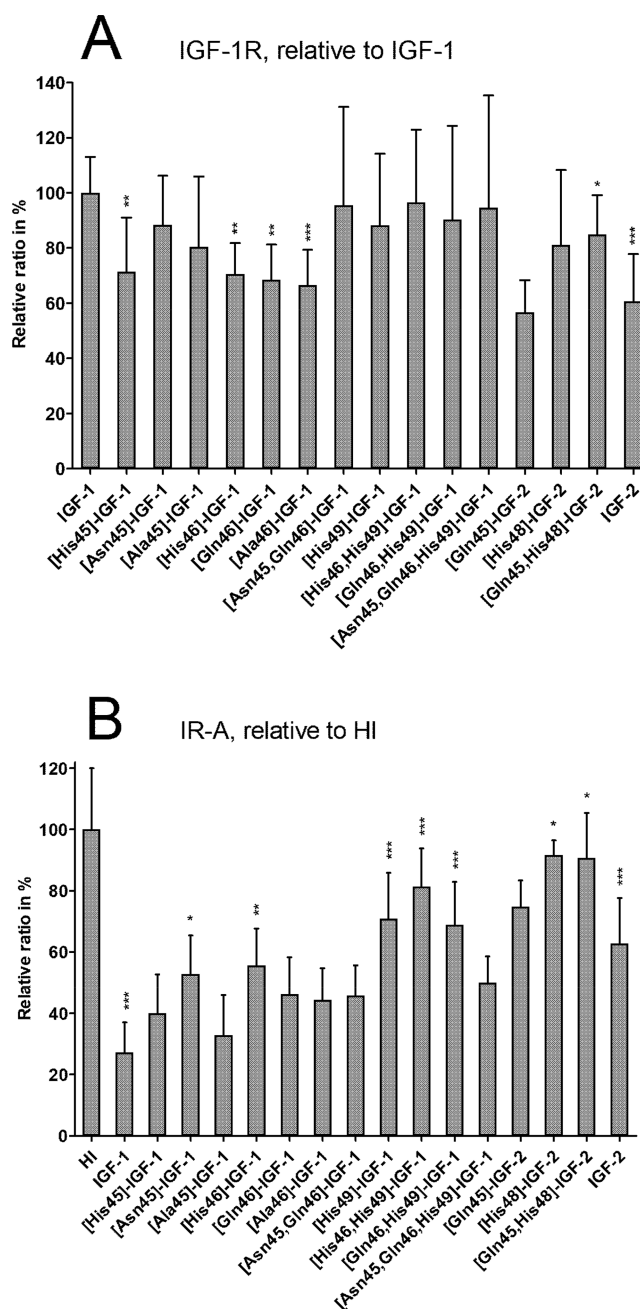 A
IGF-1R, relative to IGF-1
Relative ratio in %
140
120
100
80
60
40
20
0
**
**
**
***
*
***
IGF-1
[His45]-IGF-1
[Asn45]-IGF-1
[Ala45]-IGF-1
[His46]-IGF-1
[Gln46]-IGF-1
[Ala46]-IGF-1
[Asn45,Gln46]-IGF-1
[His49]-IGF-1
[His46,His49]-IGF-1
[Gln46,His49]-IGF-1
[Asn45,Gln46,His49]-IGF-1
[Gln45]-IGF-2
[His48]-IGF-2
[Gln45,His48]-IGF-2
IGF-2
B
IR-A, relative to HI
Relative ratio in %
120
100
80
60
40
20
0
***
*
**
***
***
***
*
*
***
HI
IGF-1
[His45]-IGF-1
[Asn45]-IGF-1
[Ala45]-IGF-1
[His46]-IGF-1
[Gln46]-IGF-1
[Ala46]-IGF-1
[Asn45,Gln46]-IGF-1
[His49]-IGF-1
[His46,His49]-IGF-1
[Gln46,His49]-IGF-1
[Asn45,Gln46,His49]-IGF-1
[Gln45]-IGF-2
[His48]-IGF-2
[Gln45,His48]-IGF-2
IGF-2